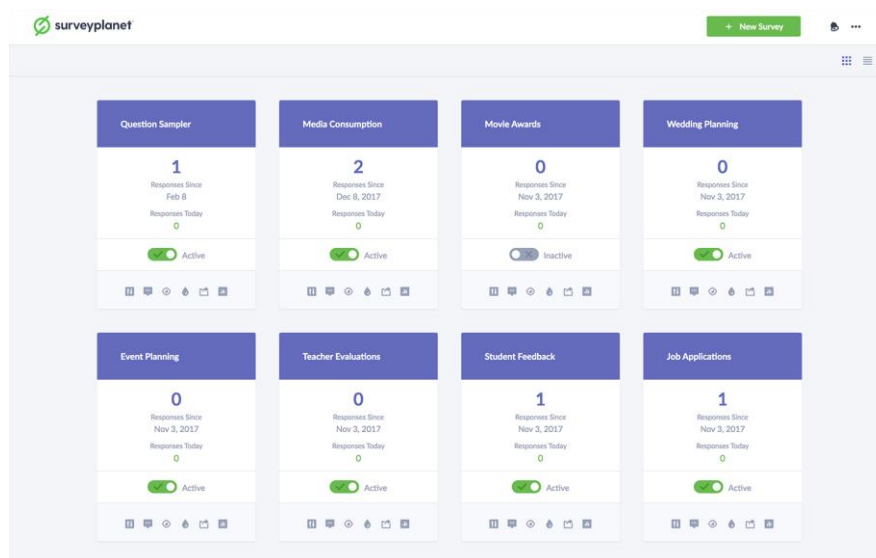 surveyplanet
+ New Survey
Question Sampler
1
Responses Since
Feb 8
Responses Today
0
Active
Media Consumption
2
Responses Since
Dec 8, 2017
Responses Today
0
Active
Movie Awards
0
Responses Since
Nov 3, 2017
Responses Today
0
Inactive
Wedding Planning
0
Responses Since
Nov 3, 2017
Responses Today
0
Active
Event Planning
0
Responses Since
Nov 3, 2017
Responses Today
0
Active
Teacher Evaluations
0
Responses Since
Nov 3, 2017
Responses Today
0
Active
Student Feedback
1
Responses Since
Nov 3, 2017
Responses Today
0
Active
Job Applications
1
Responses Since
Nov 3, 2017
Responses Today
0
Active